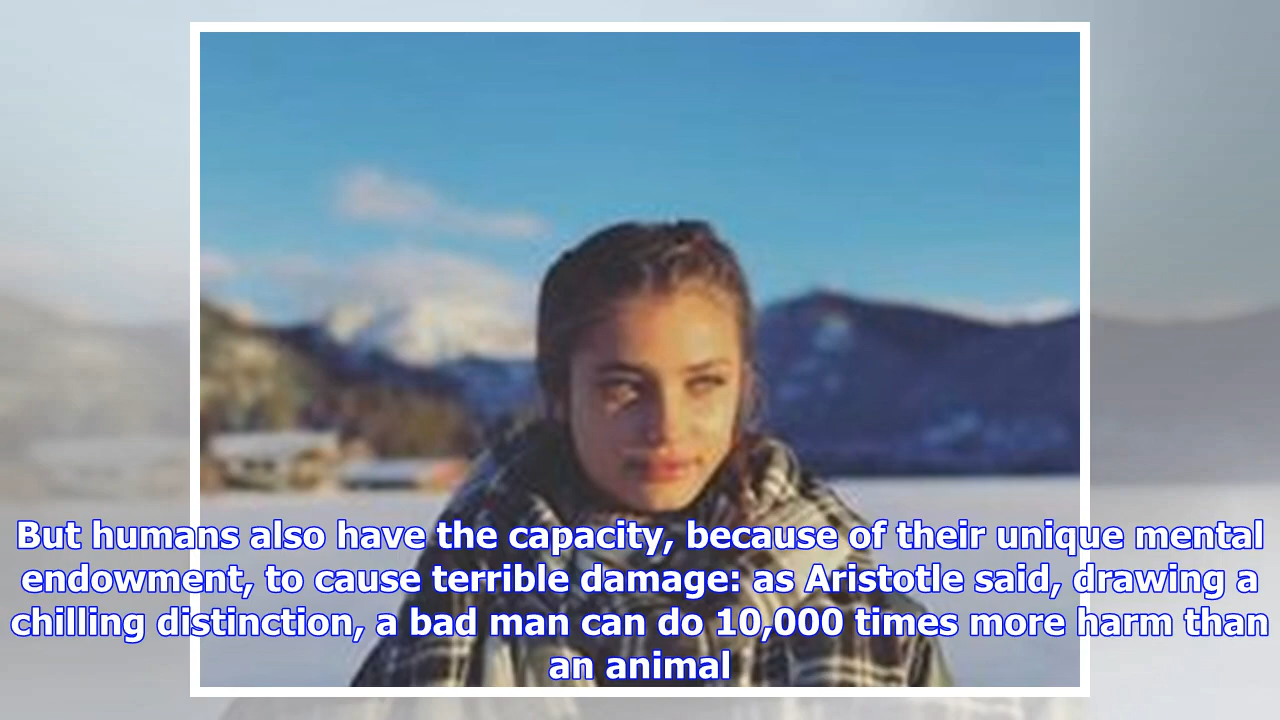 But humans also have the capacity, because of their unique mental
endowment, to cause terrible damage: as Aristotle said, drawing a
chilling distinction, a bad man can do 10,000 times more harm than
an animal